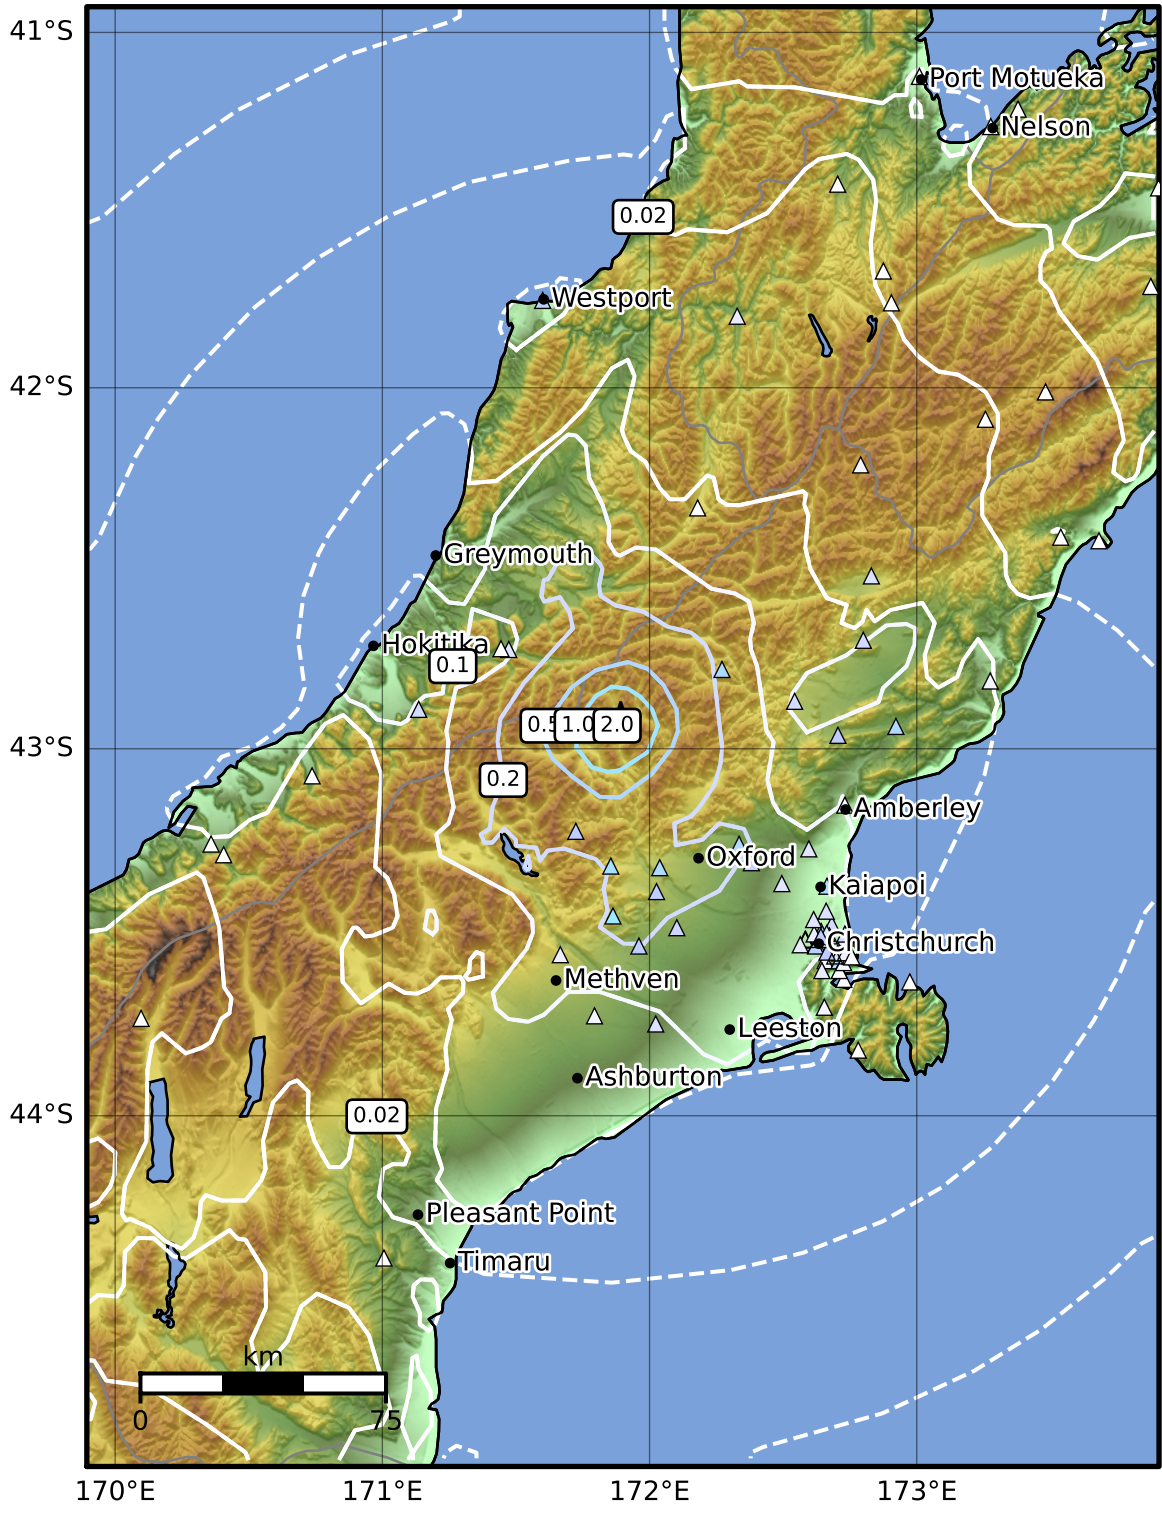 41°S
Port Motueka
Nelson
0.02
Westport
42°S
Greymouth
Hokitika
0.1
0.5
1.0
2.0
43°S
0.2
Amberley
Oxford
Kaiapoi
Christchurch
Methven
Leeston
Ashburton
44°S
0.02
Pleasant Point
Timaru
km
0
75
170°E
171°E
172°E
173°E